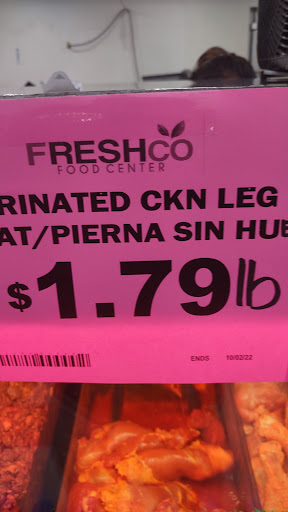 FRESHCO
FOOD CENTER
RINATED CKN LEG
AT/PIERNA SIN HUE
$1.79lb
ENDS 10/02/22